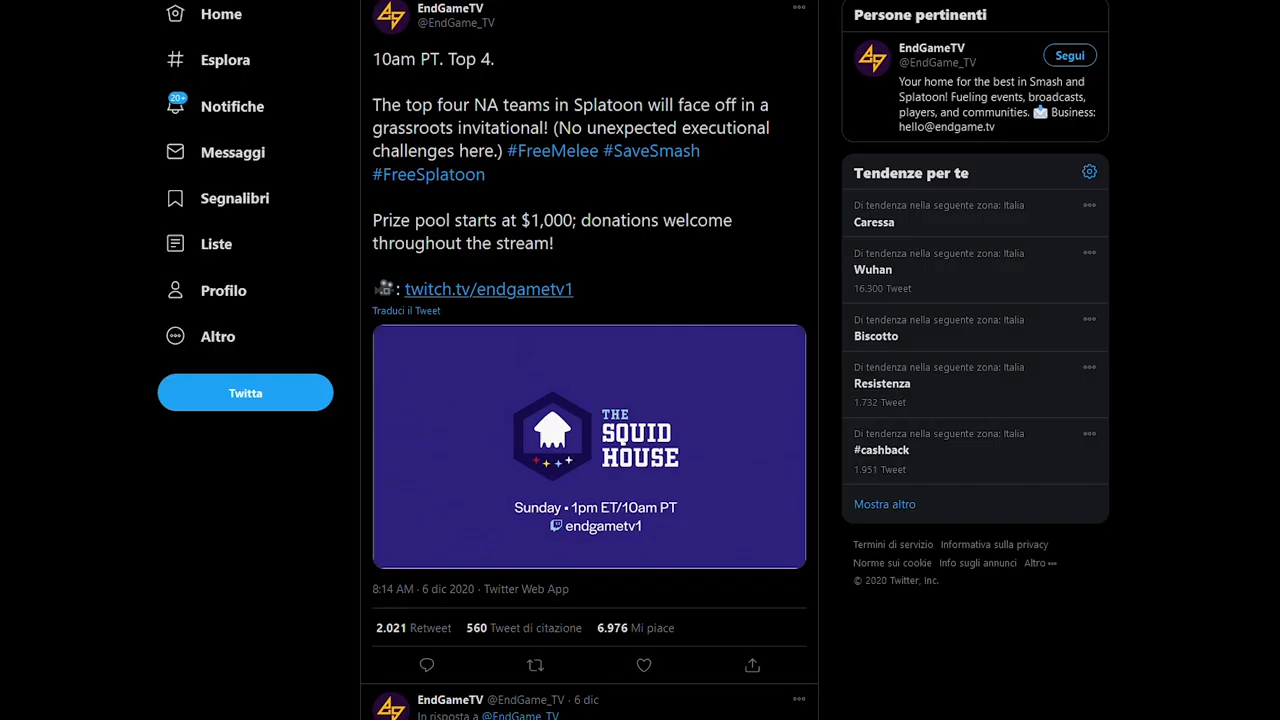 Home
Esplora
20+
Notifiche
Messaggi
Segnalibri
Liste
Profilo
Altro
Twitta
EndGameTV
@EndGame_TV
10am PT. Top 4.
The top four NA teams in Splatoon will face off in a
grassroots invitational! (No unexpected executional
challenges here.) #FreeMelee #SaveSmash
#FreeSplatoon
Prize pool starts at $1,000; donations welcome
throughout the stream!
: twitch.tv/endgametv1
Traduci il Tweet
THE
SQUID
HOUSE
Sunday • 1pm ET/10am PT
endgametv1
8:14 AM · 6 dic 2020 · Twitter Web App
2.021 Retweet 560 Tweet di citazione 6.976 Mi piace
EndGameTV @EndGame_TV · 6 dic
In risposta a @EndGame_TV
Persone pertinenti
EndGameTV
@EndGame_TV
Segui
Your home for the best in Smash and
Splatoon! Fueling events, broadcasts,
players, and communities. 📩 Business:
hello@endgame.tv
Tendenze per te
Di tendenza nella seguente zona: Italia
Caressa
Di tendenza nella seguente zona: Italia
Wuhan
16.300 Tweet
Di tendenza nella seguente zona: Italia
Biscotto
Di tendenza nella seguente zona: Italia
Resistenza
1.732 Tweet
Di tendenza nella seguente zona: Italia
#cashback
1.951 Tweet
Mostra altro
Termini di servizio Informativa sulla privacy
Norme sui cookie Info sugli annunci Altro •••
© 2020 Twitter, Inc.